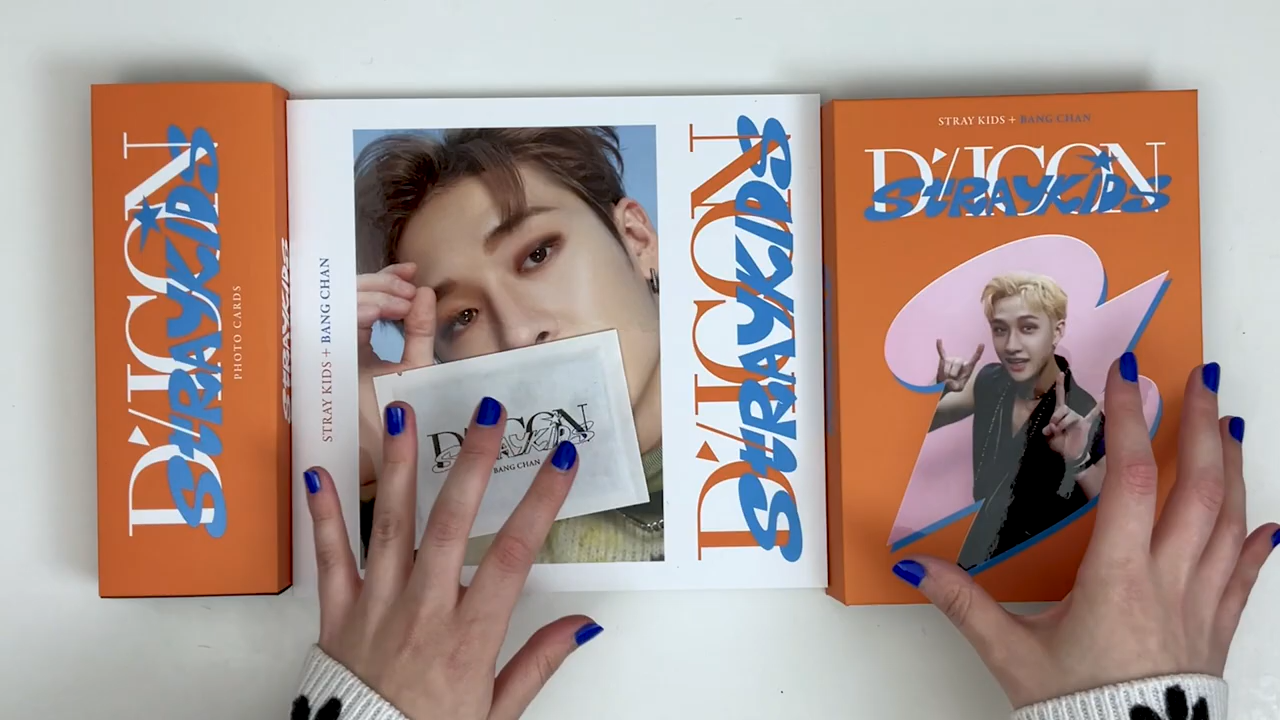 D'/ICON
STRAYKIDS
PHOTO CARDS
STRAYKIDS
STRAY KIDS + BANG CHAN
D'/ICON
STRAYKIDS
D'/ICON
STRAYKIDS
BANG CHAN
STRAY KIDS + BANG CHAN
D'/ICON
STRAYKIDS